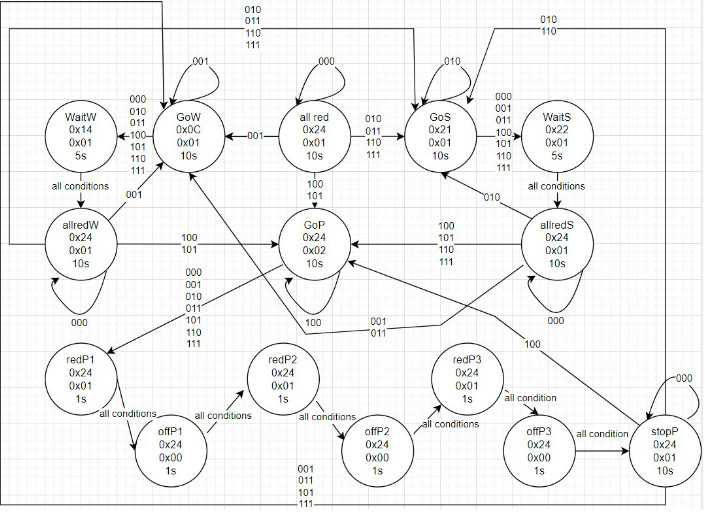 010
011
110
111
010
110
001
000
010
WaitW
0x14
0x01
5s
000
010
011
100
101
110
111
GoW
0x0C
0x01
10s
001
all red
0x24
0x01
10s
010
011
110
111
GoS
0x21
0x01
10s
000
001
011
100
101
110
111
WaitS
0x22
0x01
5s
all conditions
001
100
101
010
all conditions
allredW
0x24
0x01
10s
100
101
GoP
0x24
0x02
10s
100
101
110
111
allredS
0x24
0x01
10s
000
000
001
010
011
101
110
111
100
001
011
000
100
redP1
0x24
0x01
1s
redP2
0x24
0x01
1s
redP3
0x24
0x01
1s
000
all conditions
all conditions
all conditions
all conditions
all condition
all condition
offP1
0x24
0x00
1s
offP2
0x24
0x00
1s
offP3
0x24
0x00
1s
stopP
0x24
0x01
10s
001
011
101
111